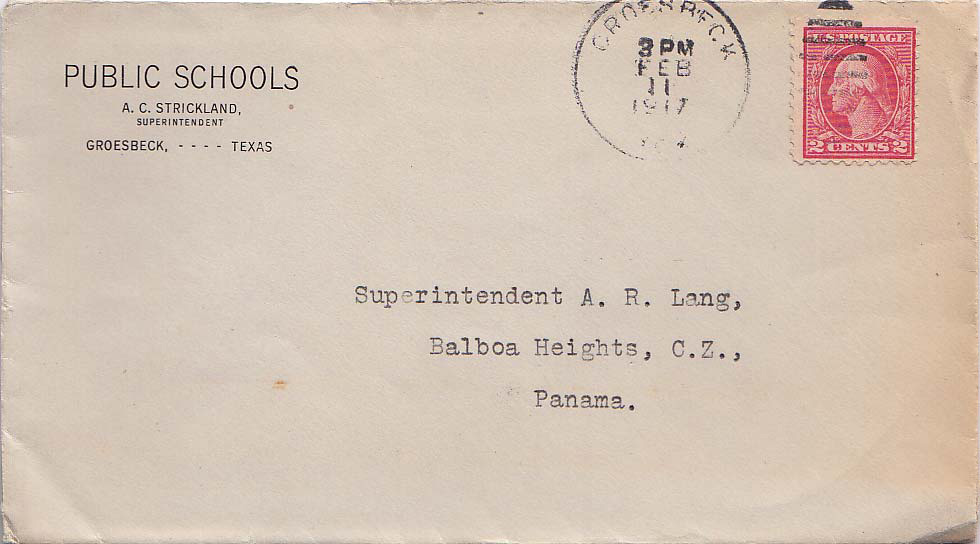 PUBLIC SCHOOLS
A. C. STRICKLAND,
SUPERINTENDENT
GROESBECK, - - - - TEXAS
GROESBECK
3 PM
FEB
11
1917
U.S. POSTAGE
2 CENTS 2
Superintendent A. R. Lang,
Balboa Heights, C.Z.,
Panama.